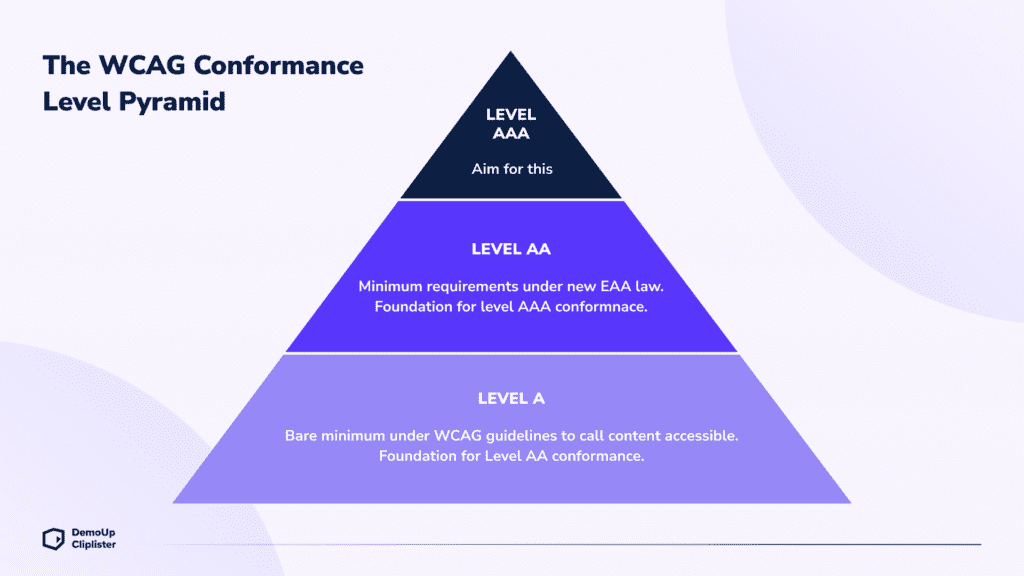 The WCAG Conformance
Level Pyramid
LEVEL
AAA
Aim for this
LEVEL AA
Minimum requirements under new EAA law.
Foundation for level AAA conformnace.
LEVEL A
Bare minimum under WCAG guidelines to call content accessible.
Foundation for Level AA conformance.
DemoUp
Cliplister